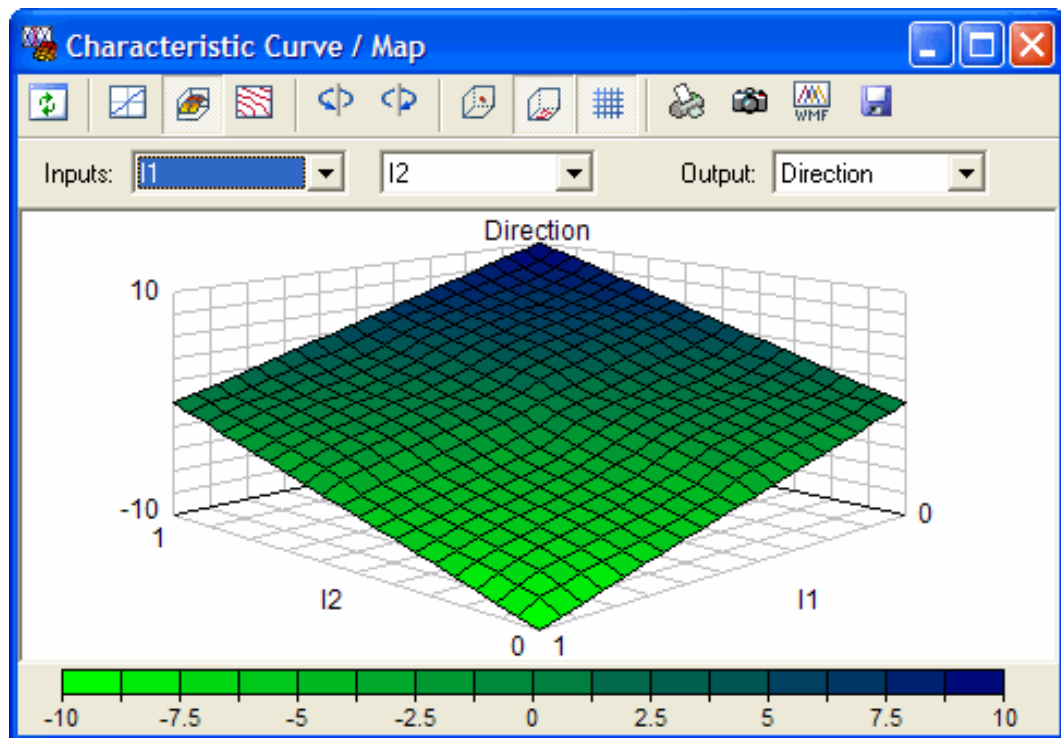 Characteristic Curve / Map
WMF
Inputs: I1 I2 Output: Direction
Direction
10
-10
1
0
I2
I1
0 1
-10 -7.5 -5 -2.5 0 2.5 5 7.5 10